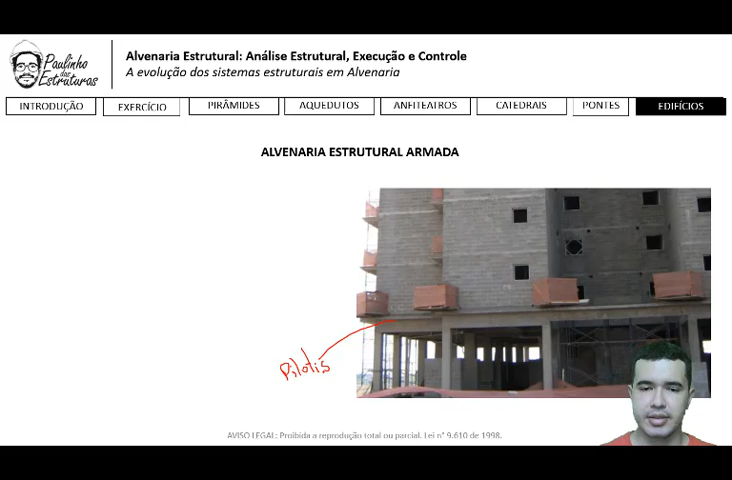 Paulinho
das
Estruturas
Alvenaria Estrutural: Análise Estrutural, Execução e Controle
A evolução dos sistemas estruturais em Alvenaria
INTRODUÇÃO
EXERCÍCIO
PIRÂMIDES
AQUEDUTOS
ANFITEATROS
CATEDRAIS
PONTES
EDIFÍCIOS
ALVENARIA ESTRUTURAL ARMADA
Pilotis
AVISO LEGAL: Proibida a reprodução total ou parcial. Lei n° 9.610 de 1998.